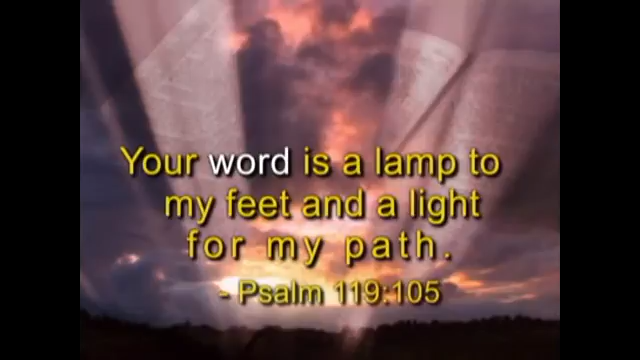 Your word is a lamp to
my feet and a light
for my path.
- Psalm 119:105